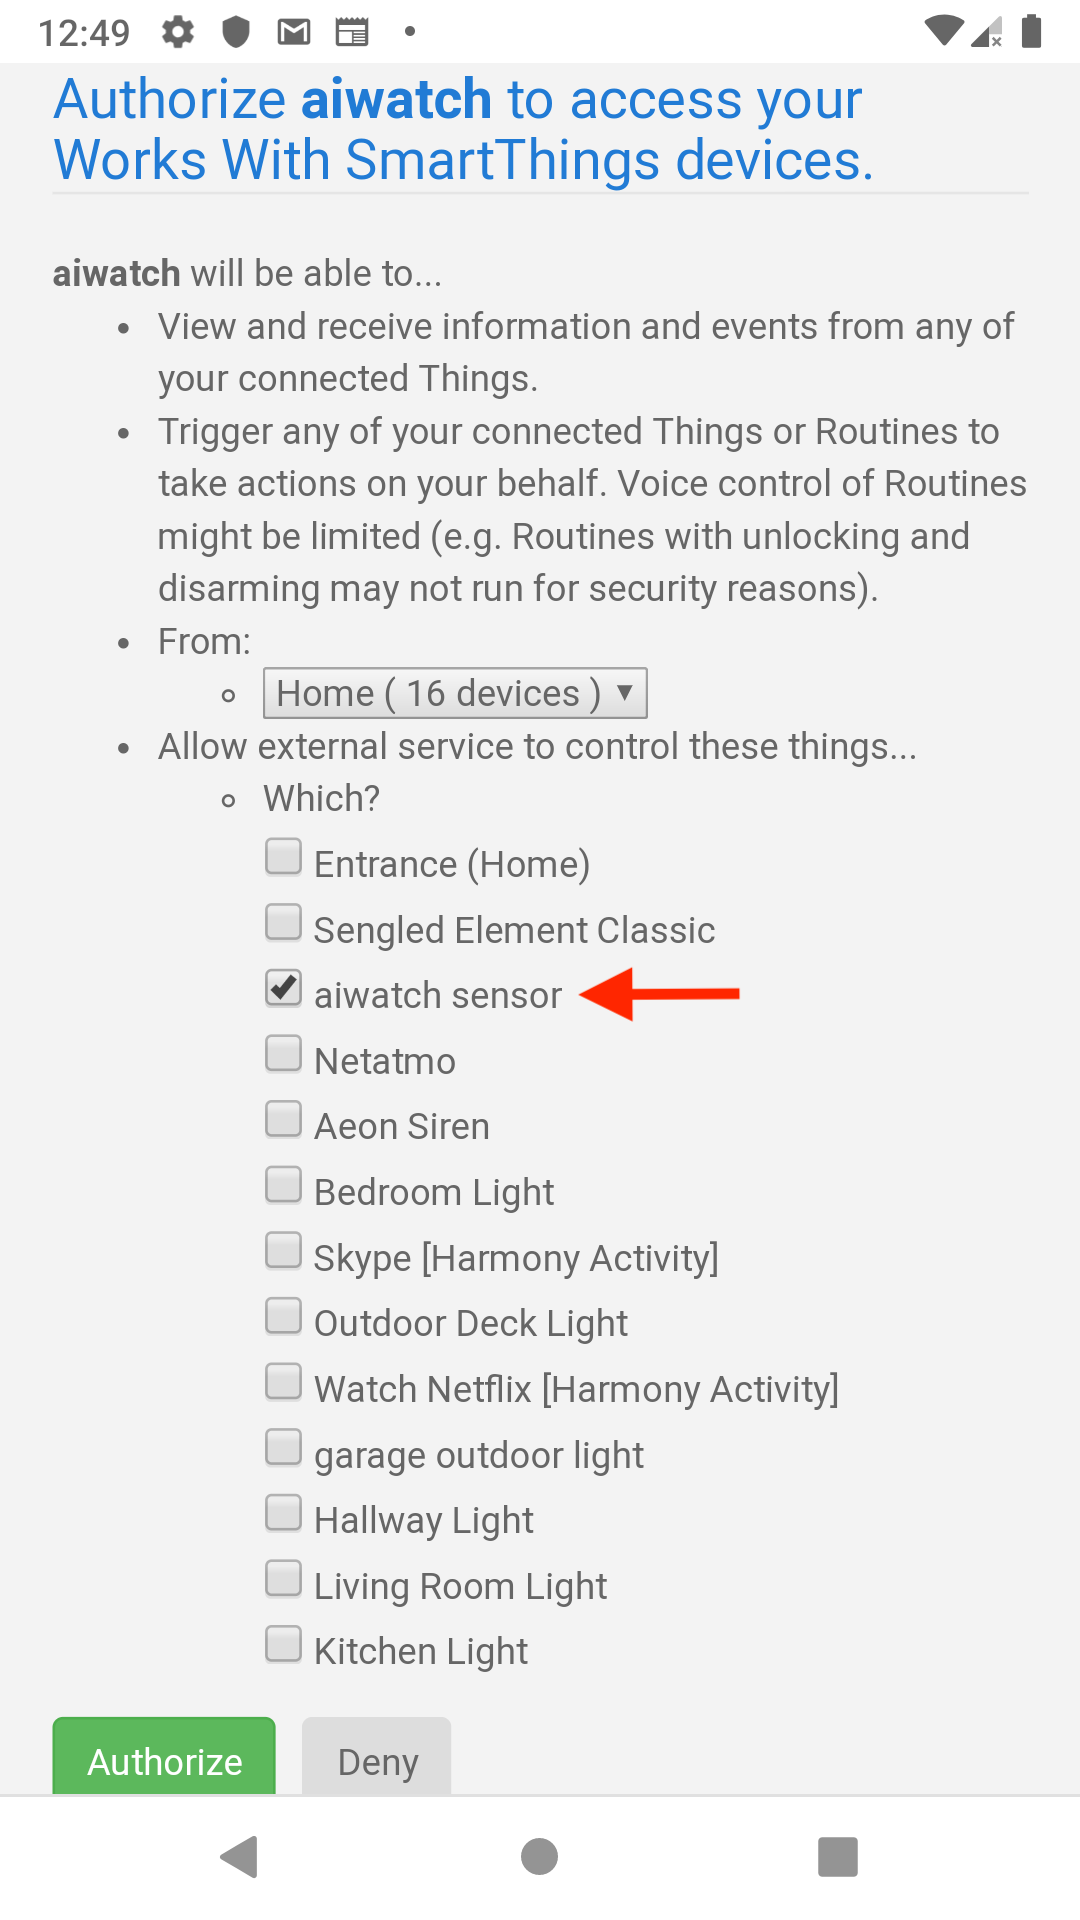 12:49
Authorize aiwatch to access your
Works With SmartThings devices.
aiwatch will be able to...
View and receive information and events from any of
your connected Things.
Trigger any of your connected Things or Routines to
take actions on your behalf. Voice control of Routines
might be limited (e.g. Routines with unlocking and
disarming may not run for security reasons).
From:
Home ( 16 devices )
Allow external service to control these things...
Which?
Entrance (Home)
Sengled Element Classic
aiwatch sensor
Netatmo
Aeon Siren
Bedroom Light
Skype [Harmony Activity]
Outdoor Deck Light
Watch Netflix [Harmony Activity]
garage outdoor light
Hallway Light
Living Room Light
Kitchen Light
Authorize Deny